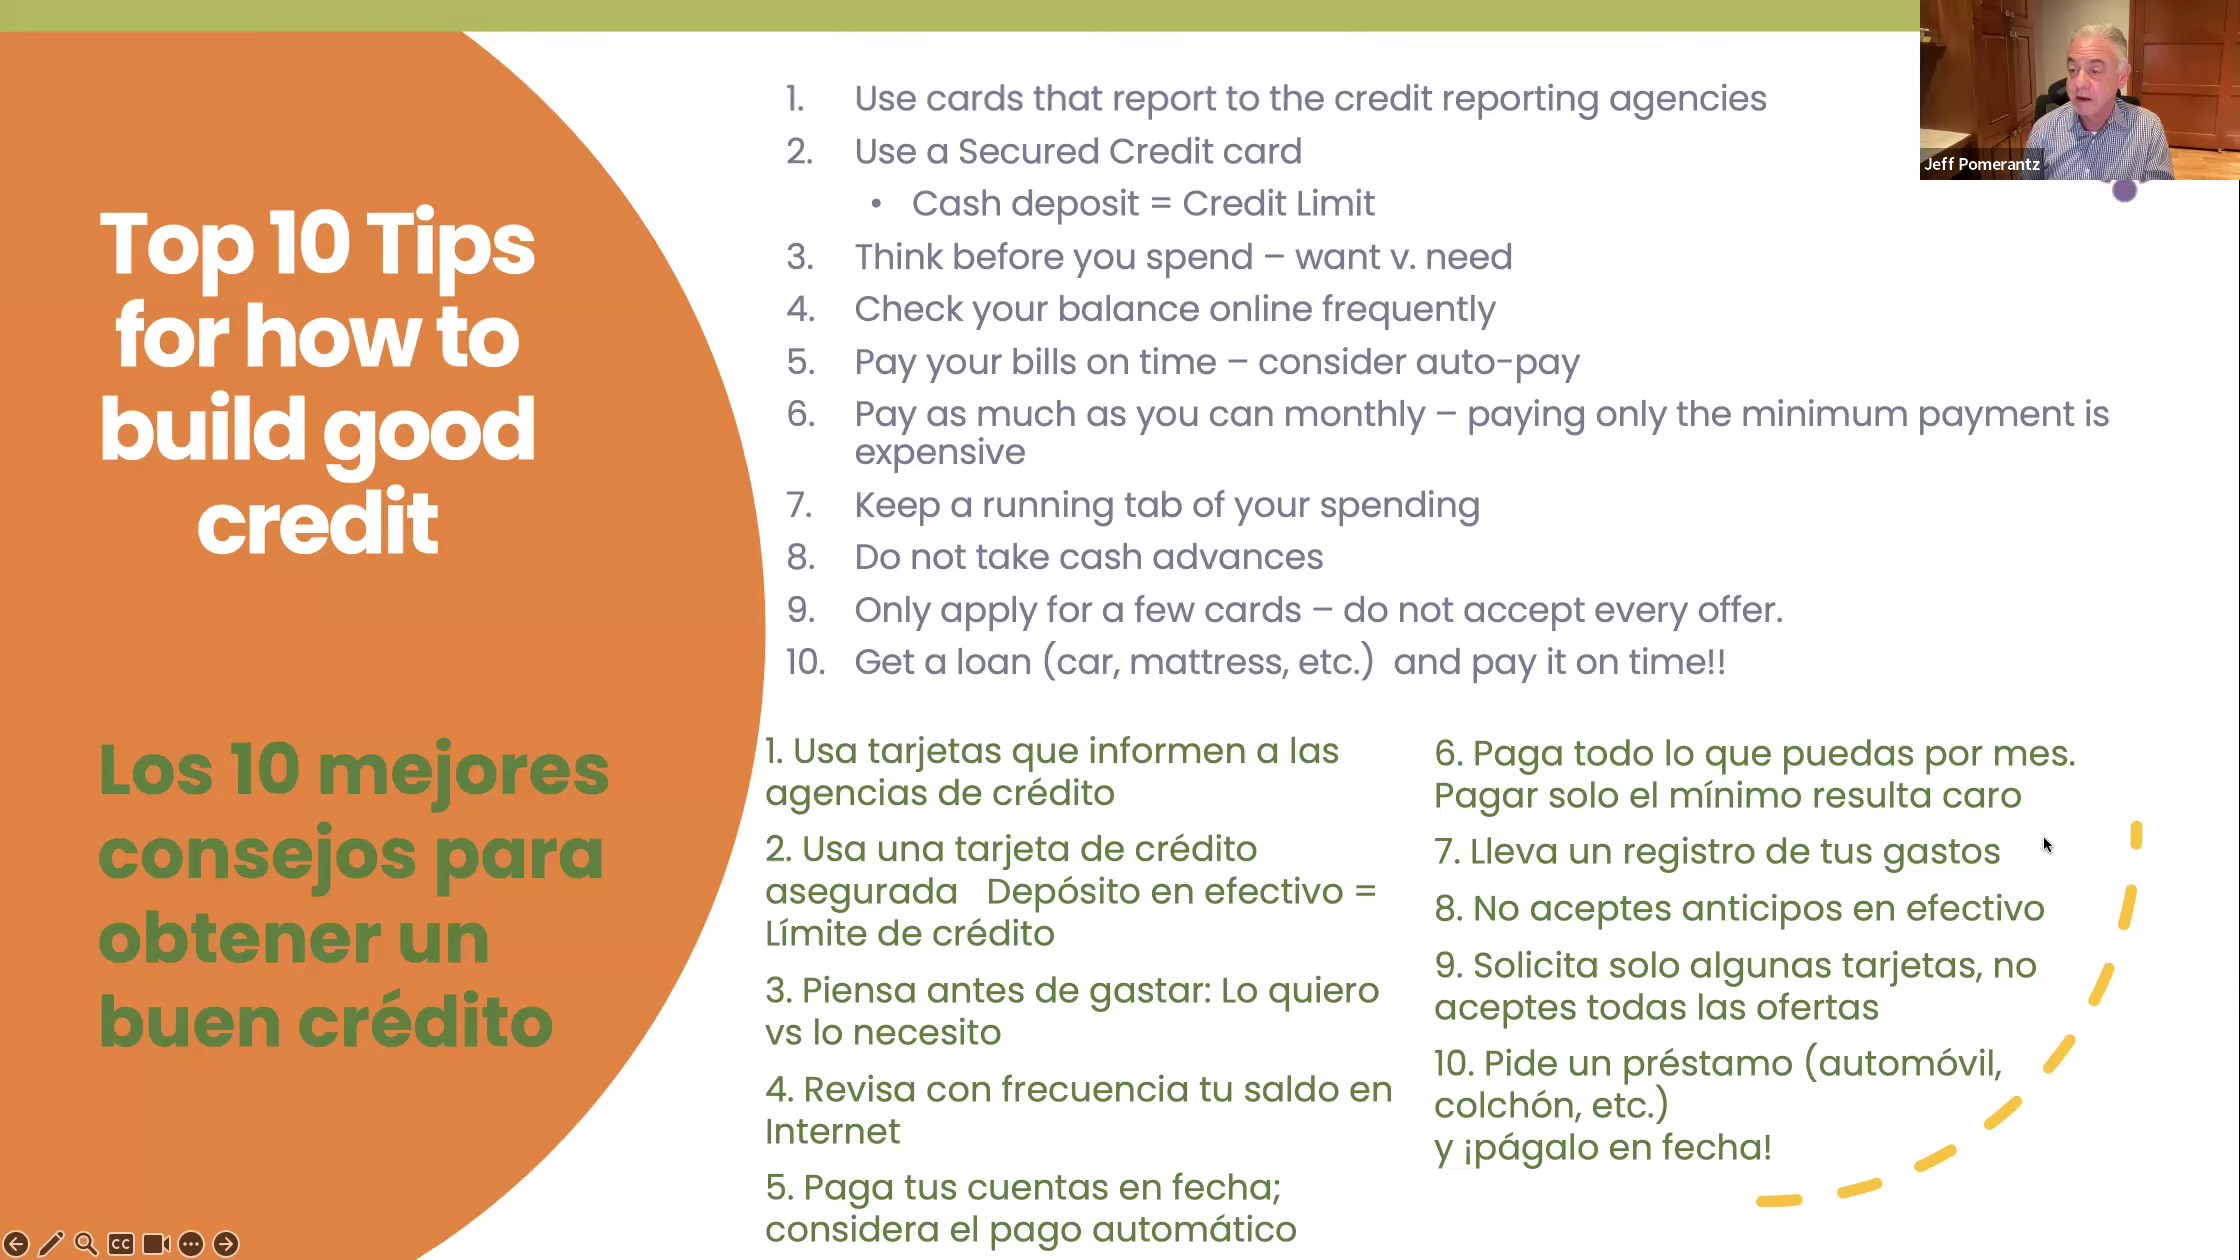 Top 10 Tips
for how to
build good
credit
Los 10 mejores
consejos para
obtener un
buen crédito
1. Use cards that report to the credit reporting agencies
2. Use a Secured Credit card
• Cash deposit = Credit Limit
3. Think before you spend – want v. need
4. Check your balance online frequently
5. Pay your bills on time – consider auto-pay
6. Pay as much as you can monthly – paying only the minimum payment is
expensive
7. Keep a running tab of your spending
8. Do not take cash advances
9. Only apply for a few cards – do not accept every offer.
10. Get a loan (car, mattress, etc.) and pay it on time!!
1. Usa tarjetas que informen a las
agencias de crédito
2. Usa una tarjeta de crédito
asegurada Depósito en efectivo =
Límite de crédito
3. Piensa antes de gastar: Lo quiero
vs lo necesito
4. Revisa con frecuencia tu saldo en
Internet
5. Paga tus cuentas en fecha;
considera el pago automático
6. Paga todo lo que puedas por mes.
Pagar solo el mínimo resulta caro
7. Lleva un registro de tus gastos
8. No aceptes anticipos en efectivo
9. Solicita solo algunas tarjetas, no
aceptes todas las ofertas
10. Pide un préstamo (automóvil,
colchón, etc.)
y ¡págalo en fecha!
Jeff Pomerantz
CC